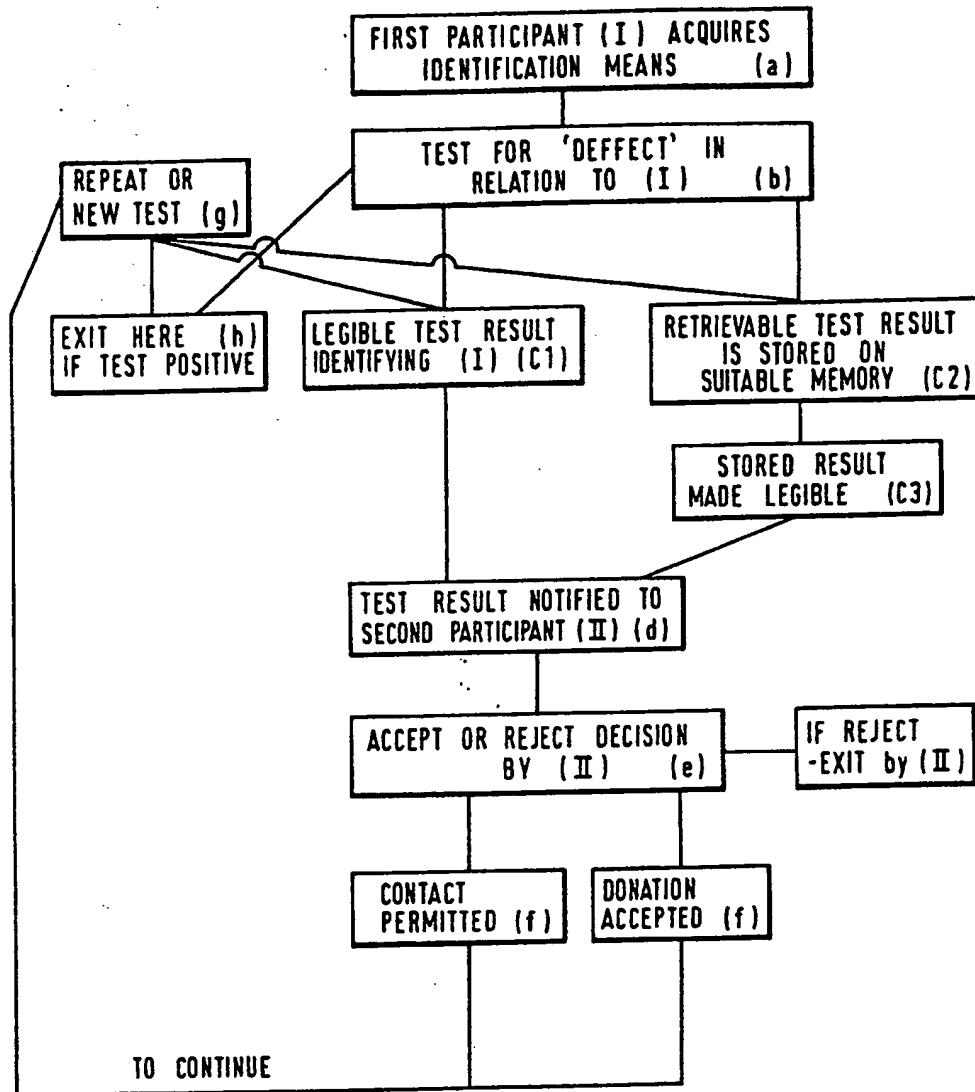 FIRST PARTICIPANT (I) ACQUIRES
IDENTIFICATION MEANS (a)
TEST FOR 'DEFFECT' IN
RELATION TO (I) (b)
REPEAT OR
NEW TEST (g)
EXIT HERE (h)
IF TEST POSITIVE
LEGIBLE TEST RESULT
IDENTIFYING (I) (C1)
RETRIEVABLE TEST RESULT
IS STORED ON
SUITABLE MEMORY (C2)
STORED RESULT
MADE LEGIBLE (C3)
TEST RESULT NOTIFIED TO
SECOND PARTICIPANT (II) (d)
ACCEPT OR REJECT DECISION
BY (II) (e)
IF REJECT
-EXIT by (II)
CONTACT
PERMITTED (f)
DONATION
ACCEPTED (f)
TO CONTINUE